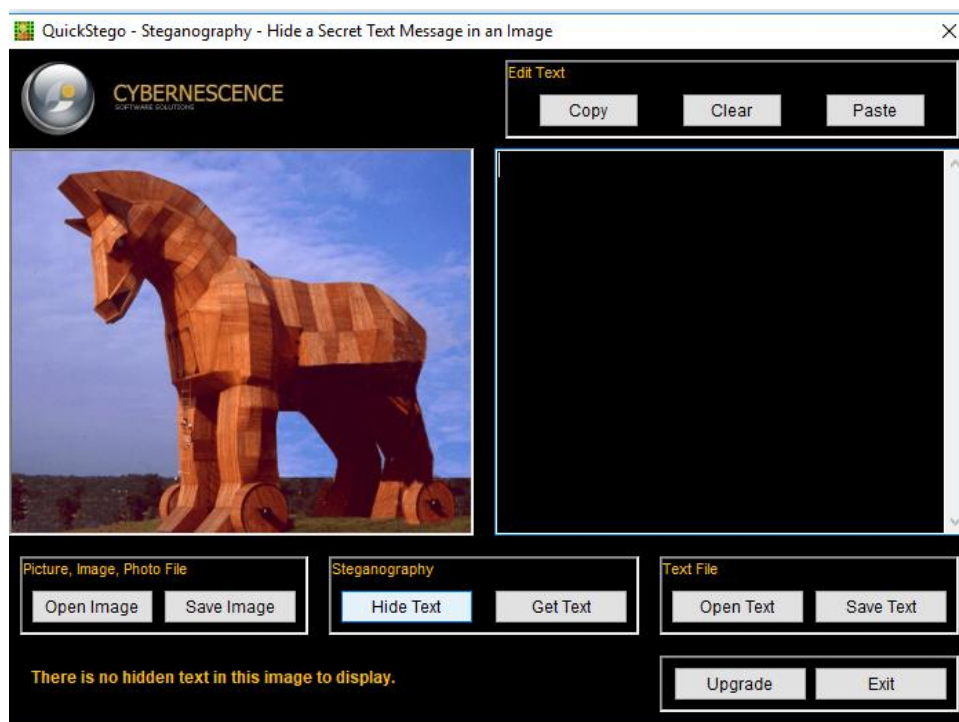 QuickStego - Steganography - Hide a Secret Text Message in an Image
CYBERNESCENCE
SOFTWARE SOLUTIONS
Edit Text
Copy Clear Paste
Picture, Image, Photo File
Open Image Save Image
Steganography
Hide Text Get Text
Text File
Open Text Save Text
There is no hidden text in this image to display.
Upgrade Exit